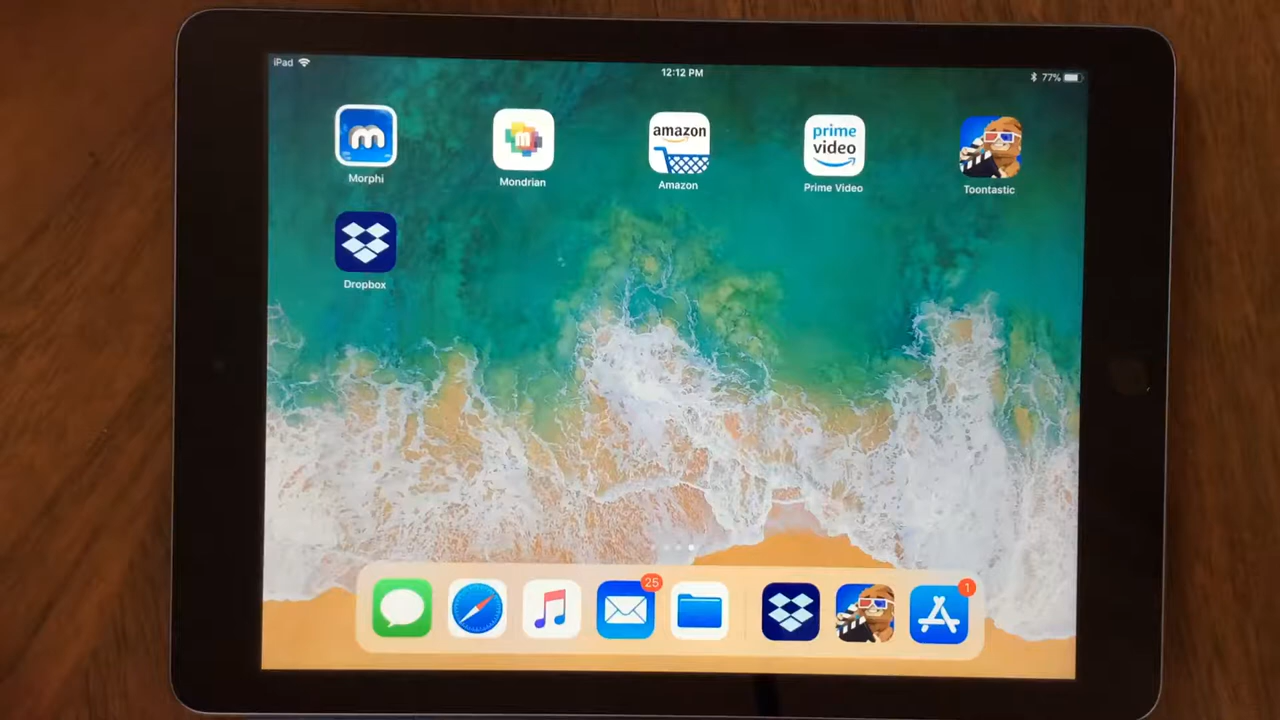 iPad
12:12 PM
77%
m
Morphi
m
Mondrian
amazon
Amazon
prime video
Prime Video
Toontastic
Dropbox
25
1